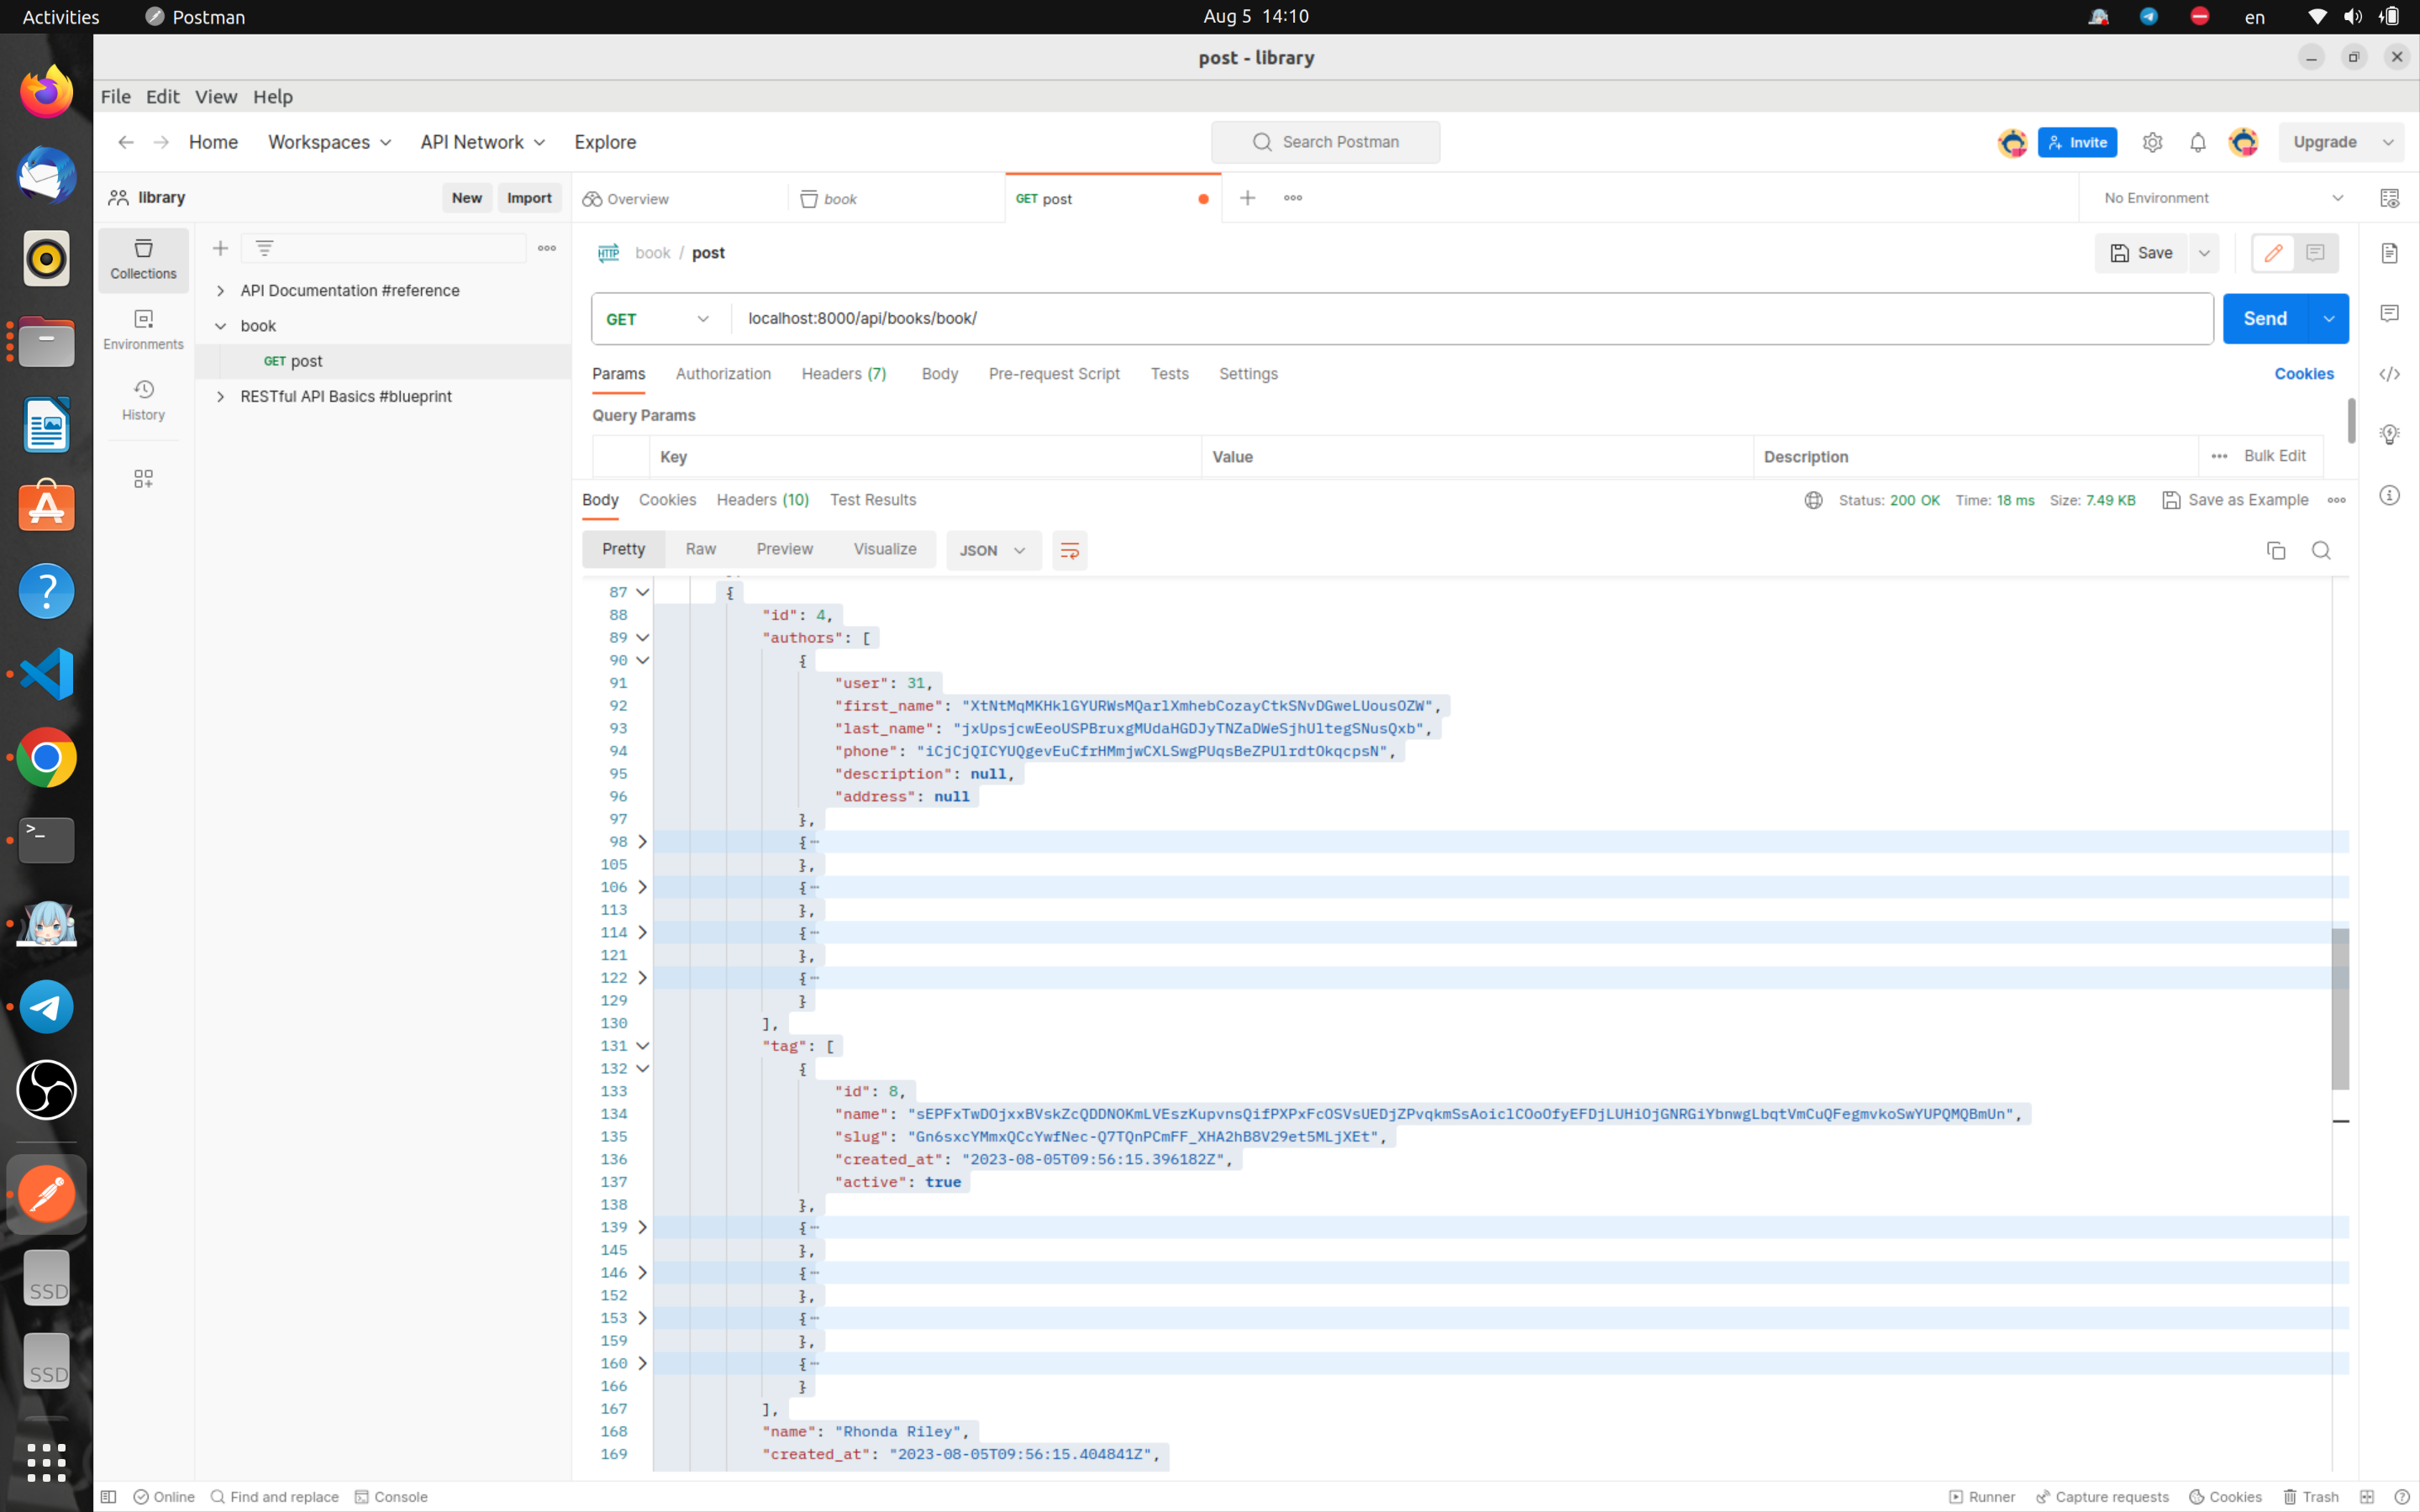 Activities Postman Aug 5 14:10 en
post - library
File Edit View Help
Home Workspaces API Network Explore Search Postman Invite Upgrade
library New Import Overview book GET post No Environment
Collections
Environments
History
API Documentation #reference
book
GET post
RESTful API Basics #blueprint
HTTP book / post Save
GET localhost:8000/api/books/book/ Send
Params Authorization Headers (7) Body Pre-request Script Tests Settings Cookies
Query Params
Key Value Description Bulk Edit
Body Cookies Headers (10) Test Results Status: 200 OK Time: 18 ms Size: 7.49 KB Save as Example
Pretty Raw Preview Visualize JSON
87 {
88 "id": 4,
89 "authors": [
90 {
91 "user": 31,
92 "first_name": "XtNtMqMKHklGYURWsMQarlXmhebCozayCtkSNvDGweLUousOZW",
93 "last_name": "jxUpsjcwEeoUSPBruxgMUdaHGDJyTNZaDWeSjhUltegSNusQxb",
94 "phone": "iCjCjQICYUQgevEuCfrHMmjwCXLSwgPUqsBeZPUlrdtOkqcpsN",
95 "description": null,
96 "address": null
97 },
98 {
105 },
106 {
113 },
114 {
121 },
122 {
129 }
130 ],
131 "tag": [
132 {
133 "id": 8,
134 "name": "sEPFxTwDOjxxBVskZcQDDNOKmLVEszKupvnsQifPXPxFcOSVsUEDjZPvqkmSsAoiclCOoOfyEFDjLUHiOjGNRGiYbnwgLbqtVmCuQFegmvkoSwYUPQMQBmUn",
135 "slug": "Gn6sxcYMmxQCcYwfNec-Q7TQnPCmFF_XHA2hB8V29et5MLjXEt",
136 "created_at": "2023-08-05T09:56:15.396182Z",
137 "active": true
138 },
139 {
145 },
146 {
152 },
153 {
159 },
160 {
166 }
167 ],
168 "name": "Rhonda Riley",
169 "created_at": "2023-08-05T09:56:15.404841Z",
SSD
SSD
Online Find and replace Console Runner Capture requests Cookies Trash